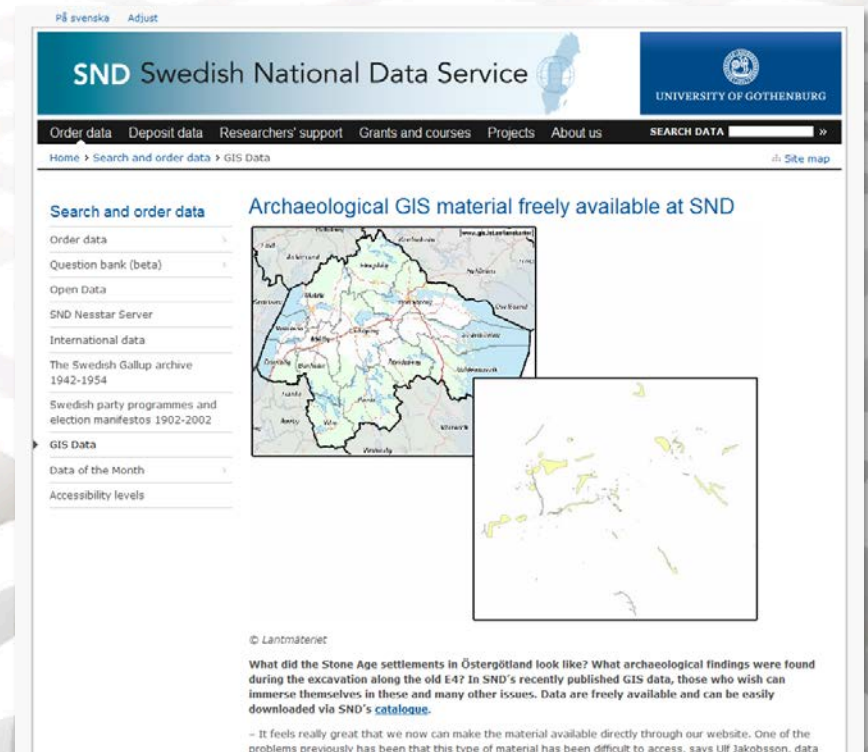 På svenska Adjust
SND Swedish National Data Service
UNIVERSITY OF GOTHENBURG
Order data Deposit data Researchers' support Grants and courses Projects About us SEARCH DATA »
Home › Search and order data › GIS Data Site map
Search and order data
Order data
Question bank (beta)
Open Data
SND Nesstar Server
International data
The Swedish Gallup archive
1942-1954
Swedish party programmes and
election manifestos 1902-2002
GIS Data
Data of the Month
Accessibility levels
Archaeological GIS material freely available at SND
© Lantmäteriet
What did the Stone Age settlements in Östergötland look like? What archaeological findings were found
during the excavation along the old E4? In SND´s recently published GIS data, those who wish can
immerse themselves in these and many other issues. Data are freely available and can be easily
downloaded via SND´s catalogue.
– It feels really great that we now can make the material available directly through our website. One of the
problems previously has been that this type of material has been difficult to access, says Ulf Jakobsson, data